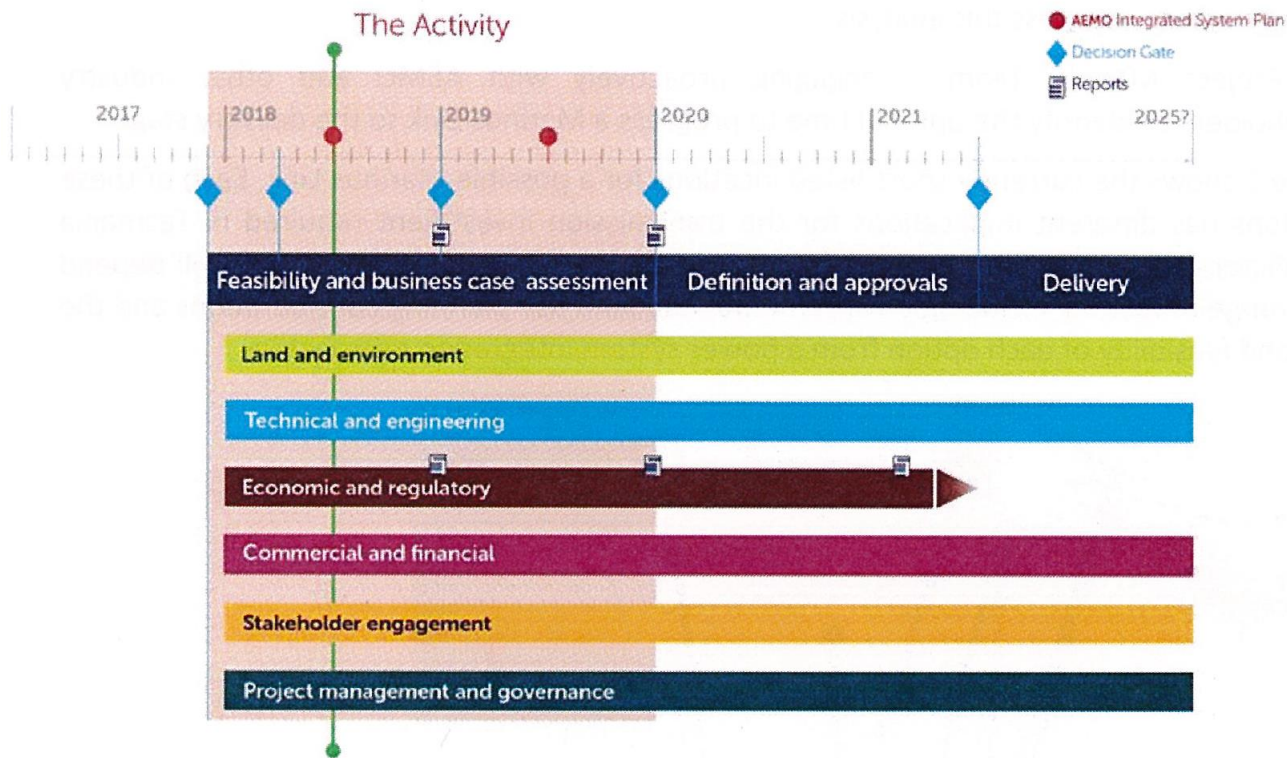 The Activity
AEMO Integrated System Plan
Decision Gate
Reports
2017
2018
2019
2020
2021
2025?
Feasibility and business case assessment
Definition and approvals
Delivery
Land and environment
Technical and engineering
Economic and regulatory
Commercial and financial
Stakeholder engagement
Project management and governance